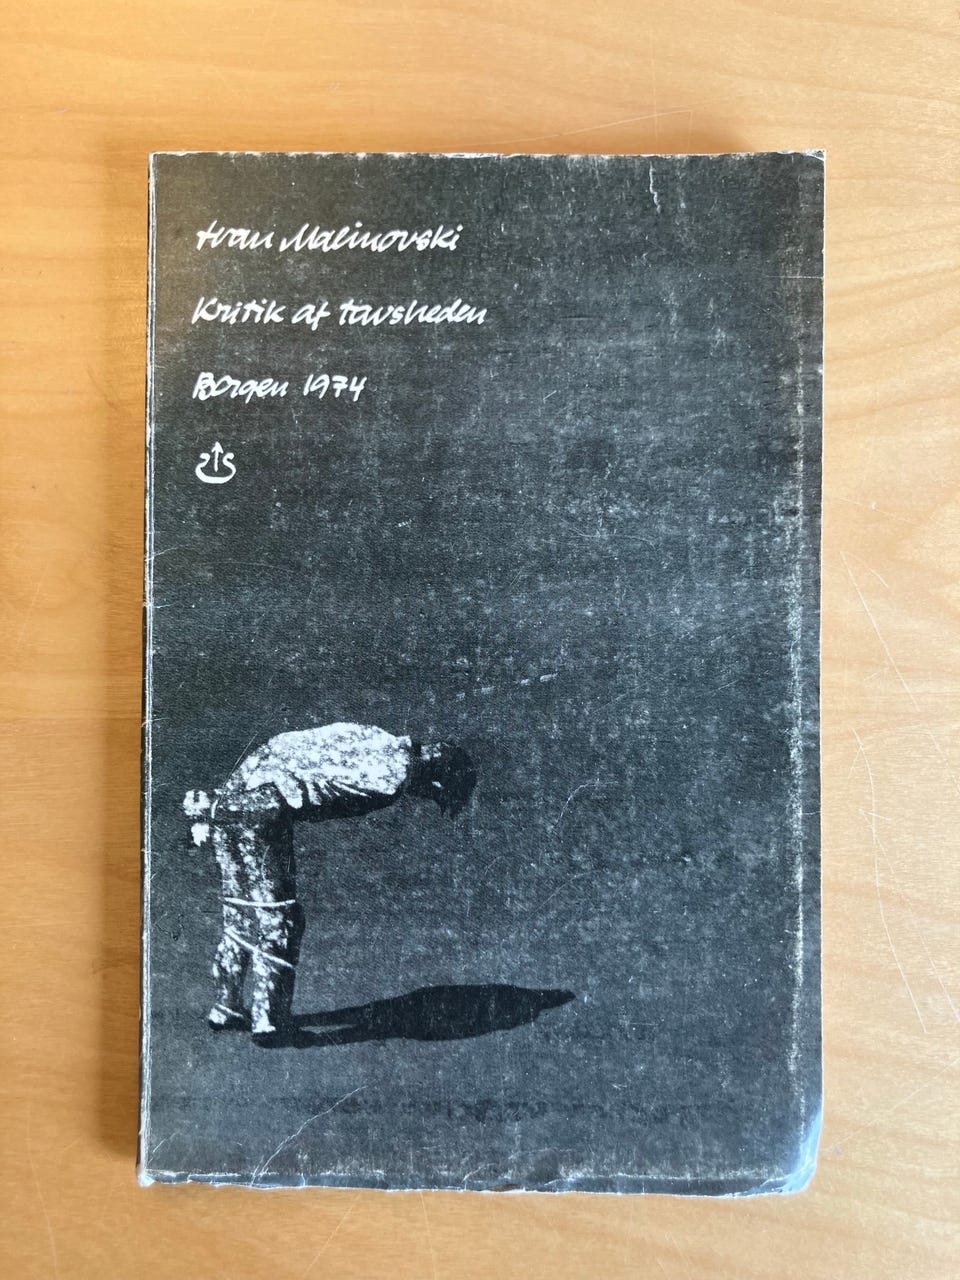 Ivan Malinovski
Kritik af tavsheden
Borgen 1974